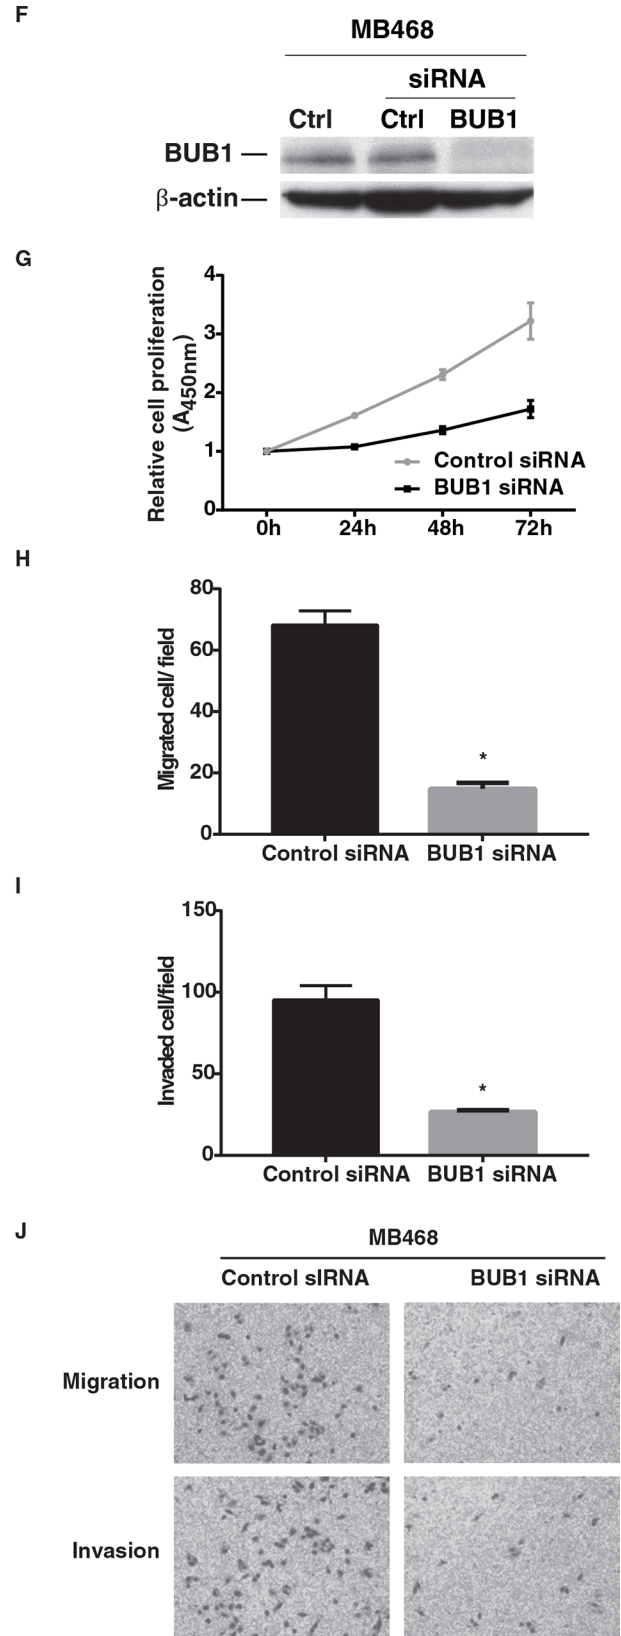 F
MB468
siRNA
Ctrl Ctrl BUB1
BUB1
β-actin
G
Relative cell proliferation
(A450nm)
4
3
2
1
0
Control siRNA
BUB1 siRNA
0h 24h 48h 72h
H
Migrated cell/ field
80
60
40
20
0
*
Control siRNA BUB1 siRNA
I
Invaded cell/field
150
100
50
0
*
Control siRNA BUB1 siRNA
J
MB468
Control sIRNA BUB1 siRNA
Migration
Invasion